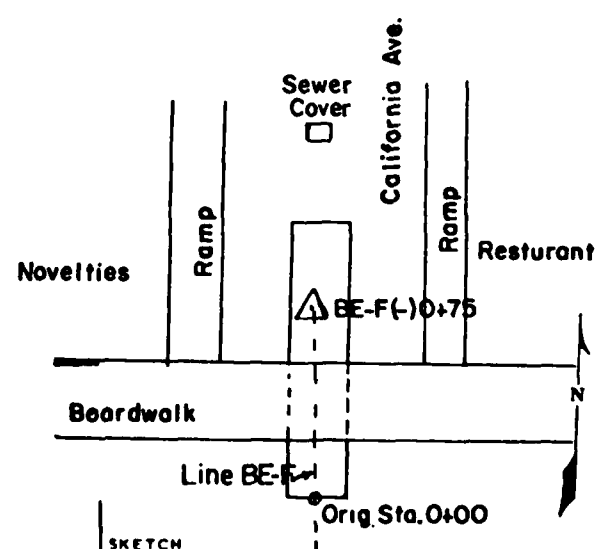 California Ave.
Sewer
Cover
Ramp
Ramp
Resturant
Novelties
BE-F(-)0+75
N
Boardwalk
Line BE-F
Orig. Sta. 0+00
SKETCH